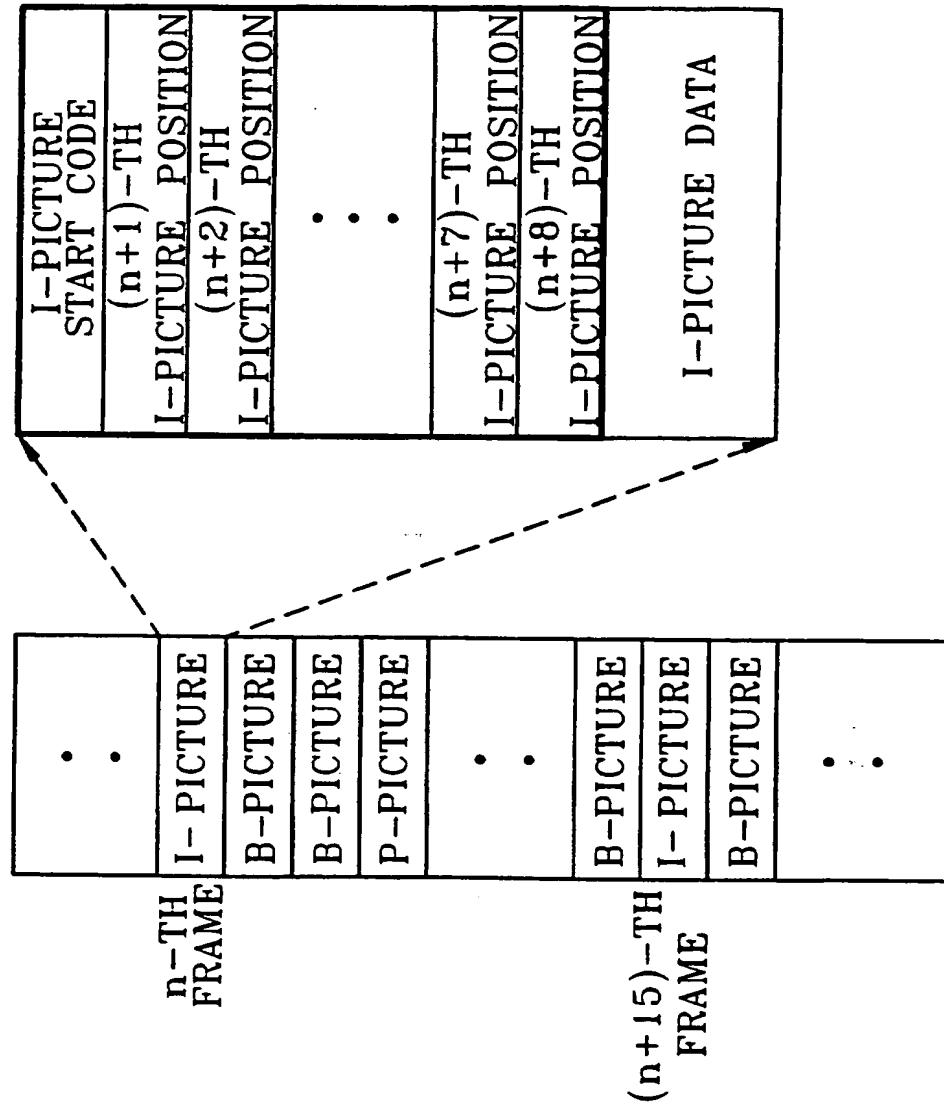 I-PICTURE
START CODE
(n+1)-TH
I-PICTURE POSITION
(n+2)-TH
I-PICTURE POSITION
• • •
(n+7)-TH
I-PICTURE POSITION
(n+8)-TH
I-PICTURE POSITION
I-PICTURE DATA
• •
n-TH
FRAME
I-PICTURE
B-PICTURE
B-PICTURE
P-PICTURE
• •
B-PICTURE
(n+15)-TH
FRAME
I-PICTURE
B-PICTURE
• •